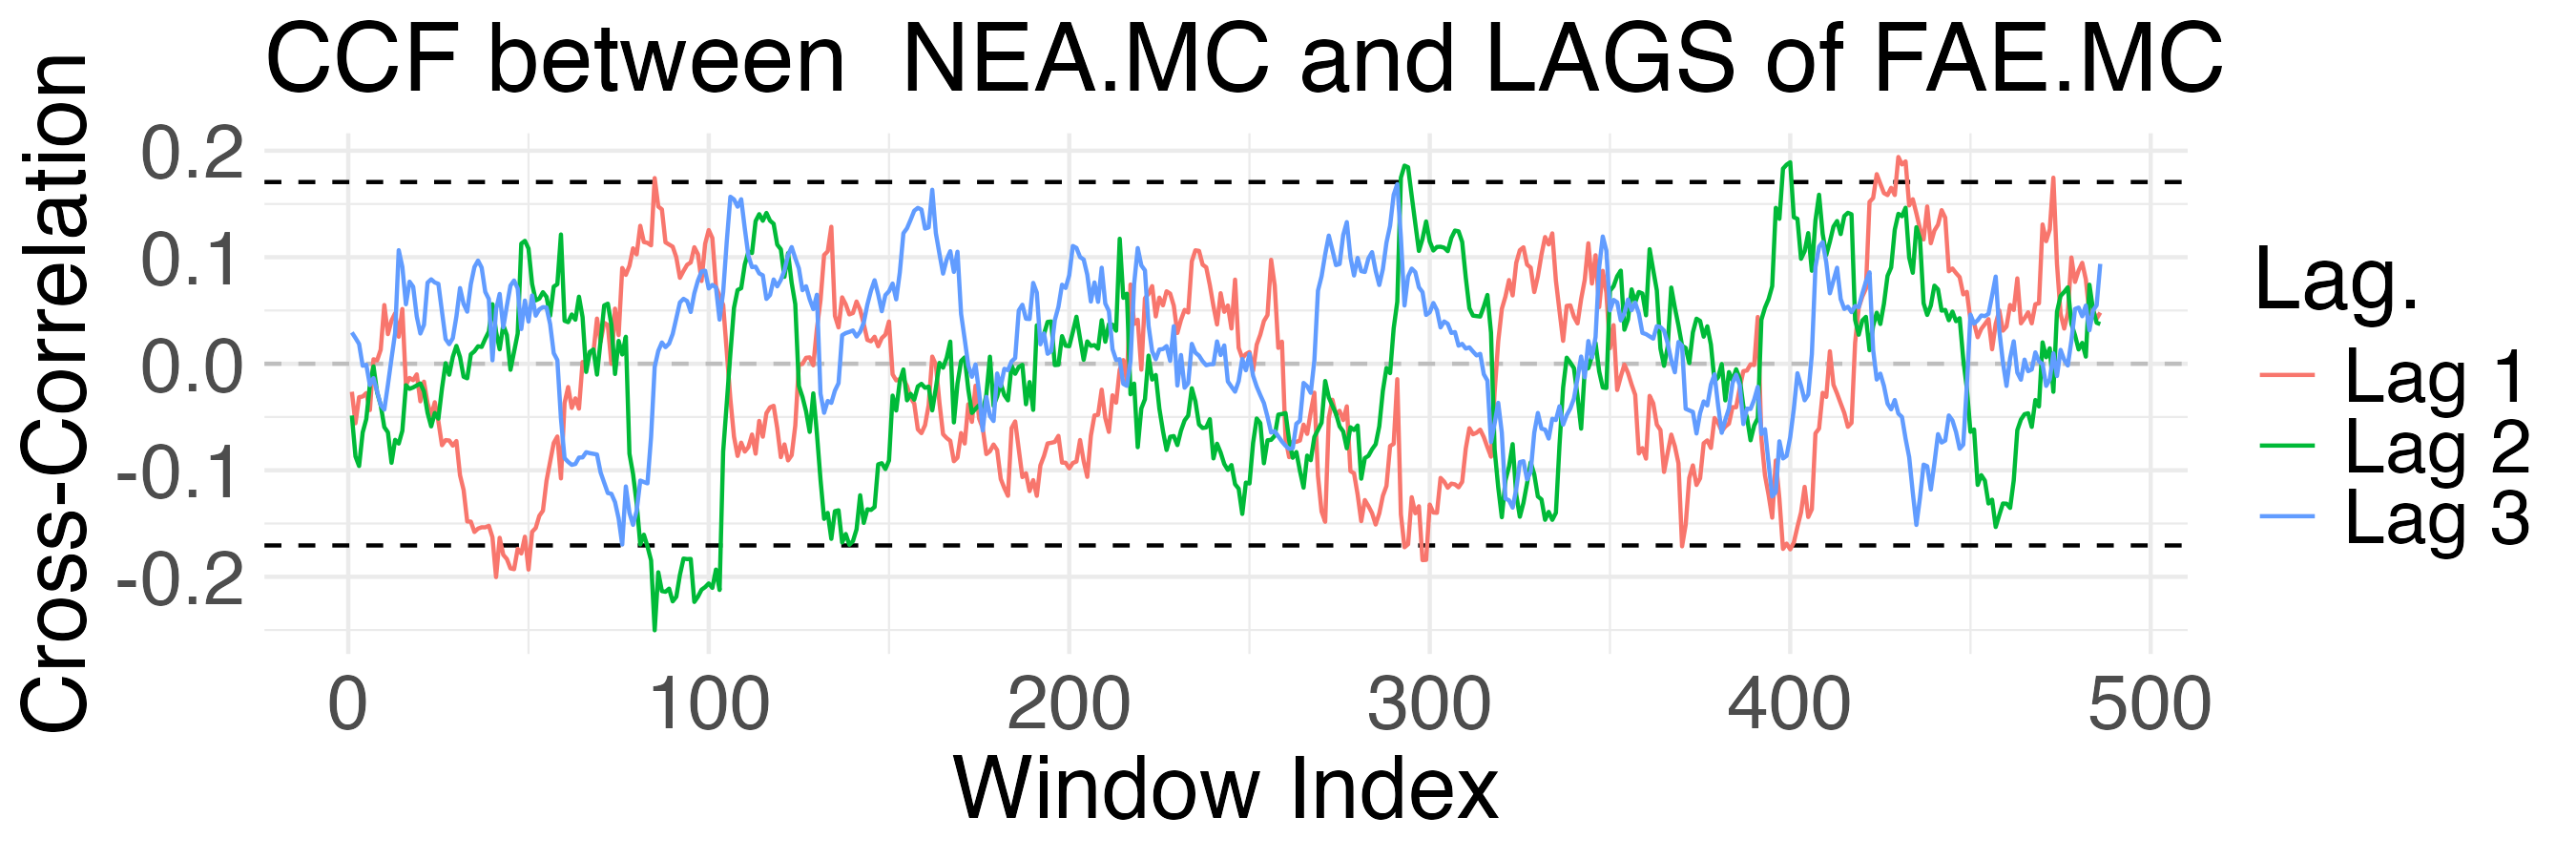 CCF between  NEA.MC and LAGS of FAE.MC
Cross-Correlation
0.2
0.1
0.0
-0.1
-0.2
0 100 200 300 400 500
Window Index
Lag.
Lag 1
Lag 2
Lag 3